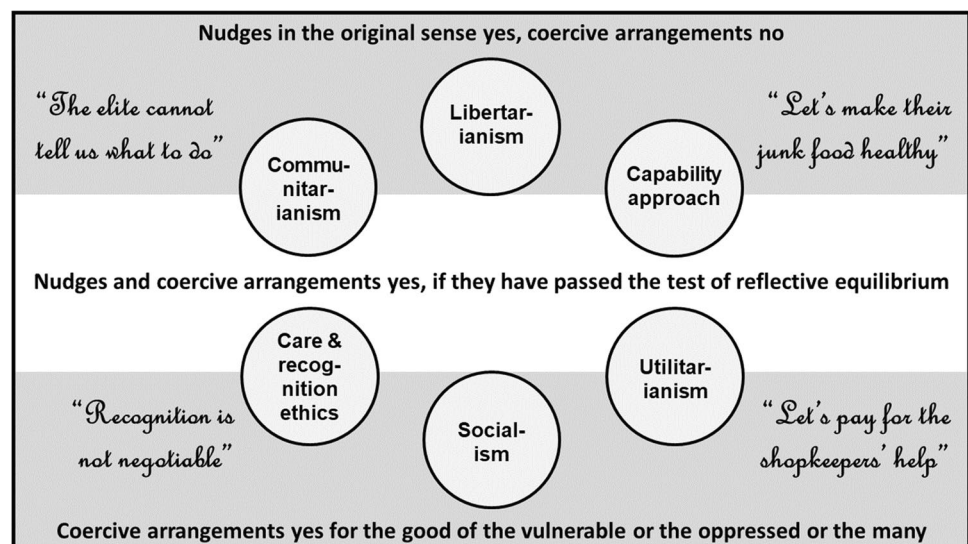 Nudges in the original sense yes, coercive arrangements no
“The elite cannot
tell us what to do”
Commu-
nitar-
ianism
Libertar-
ianism
Capability
approach
“Let’s make their
junk food healthy”
Nudges and coercive arrangements yes, if they have passed the test of reflective equilibrium
“Recognition is
not negotiable”
Care &
recog-
nition
ethics
Social-
ism
Utilitar-
ianism
“Let’s pay for the
shopkeepers’ help”
Coercive arrangements yes for the good of the vulnerable or the oppressed or the many